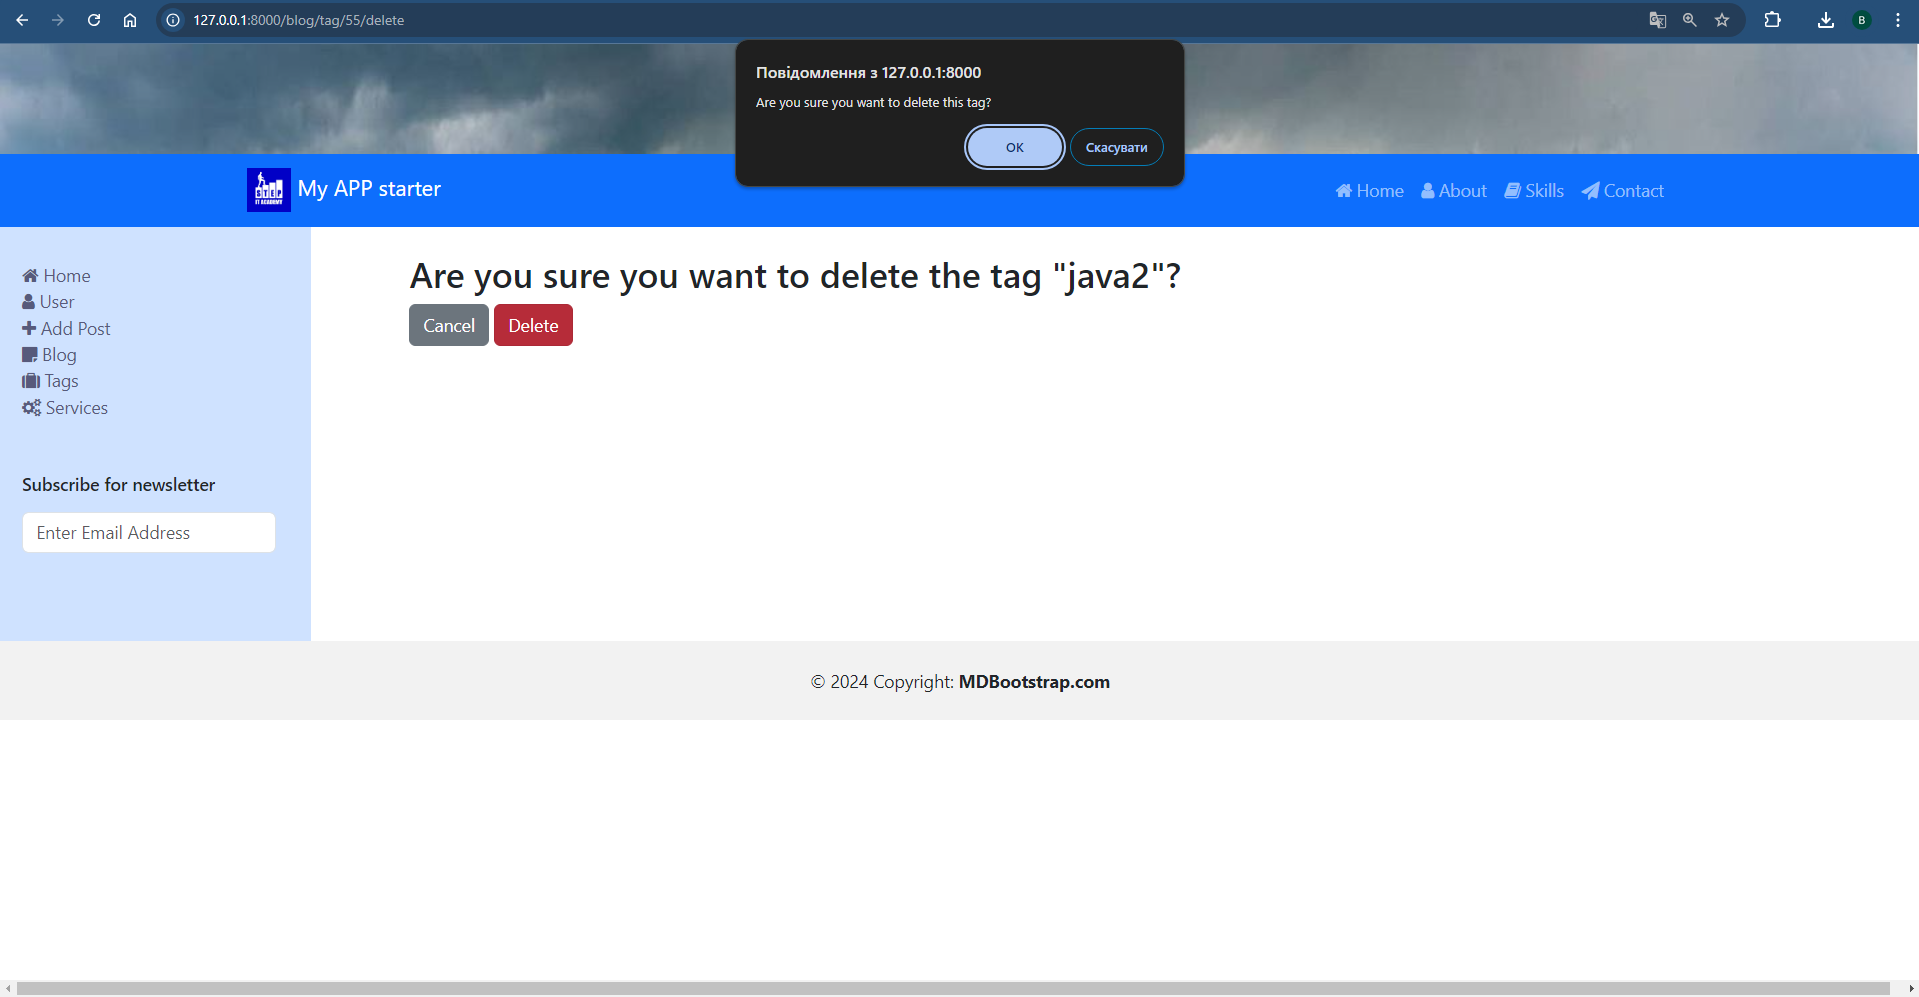 127.0.0.1:8000/blog/tag/55/delete
B
Повідомлення з 127.0.0.1:8000
Are you sure you want to delete this tag?
OK Скасувати
STEP
IT ACADEMY
My APP starter
Home About Skills Contact
Home
User
Add Post
Blog
Tags
Services
Subscribe for newsletter
Enter Email Address
Are you sure you want to delete the tag "java2"?
Cancel Delete
© 2024 Copyright: MDBootstrap.com